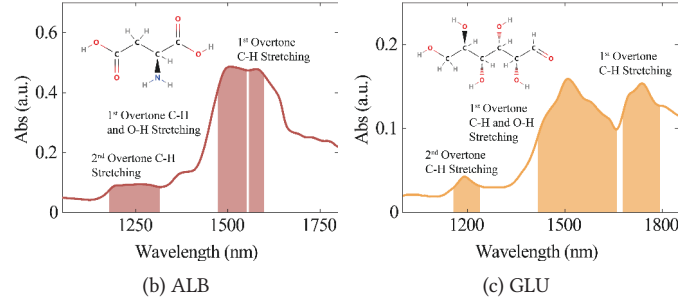 1st Overtone
C-H Stretching
1st Overtone C-H
and O-H Stretching
2nd Overtone C-H
Stretching
Abs (a.u.)
0.6
0.4
0.2
0
1250
1500
1750
Wavelength (nm)
(b) ALB
1st Overtone
C-H Stretching
1st Overtone
C-H and O-H
Stretching
2nd Overtone
C-H Stretching
Abs (a.u.)
0.2
0.1
0
1200
1500
1800
Wavelength (nm)
(c) GLU